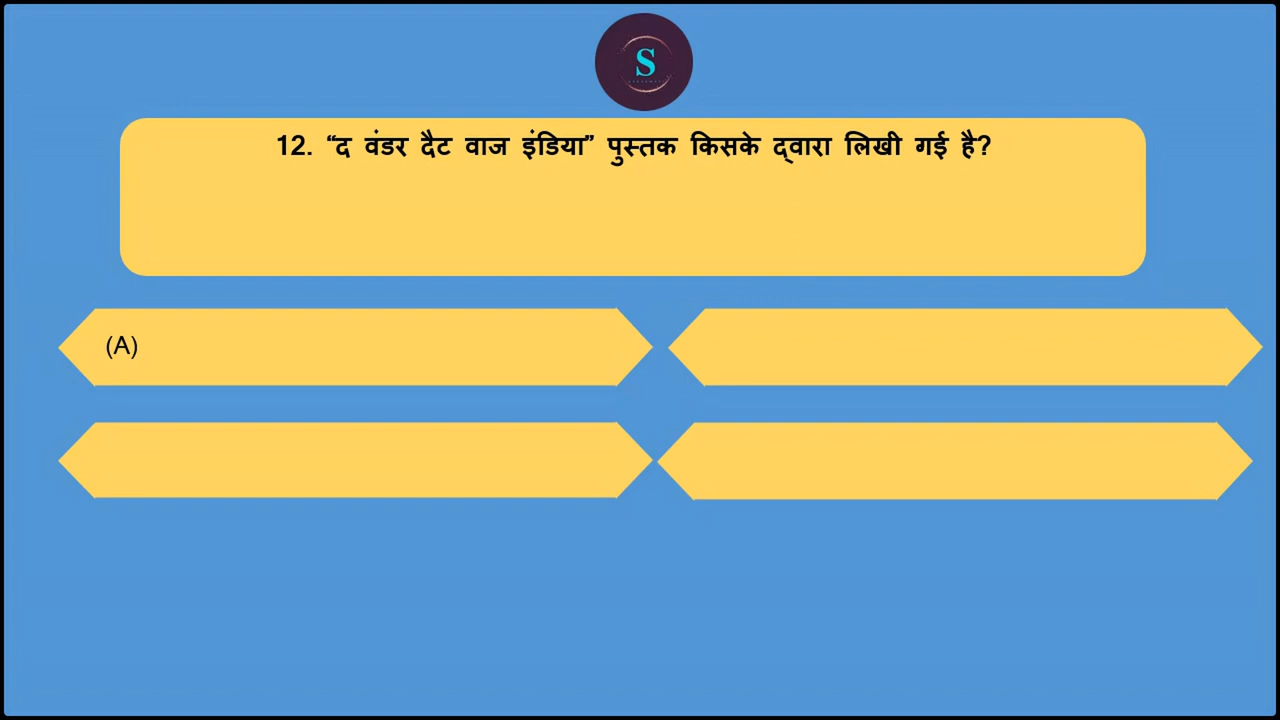 S
12. “द वंडर दैट वाज इंडिया” पुस्तक किसके द्वारा लिखी गई है?
(A)